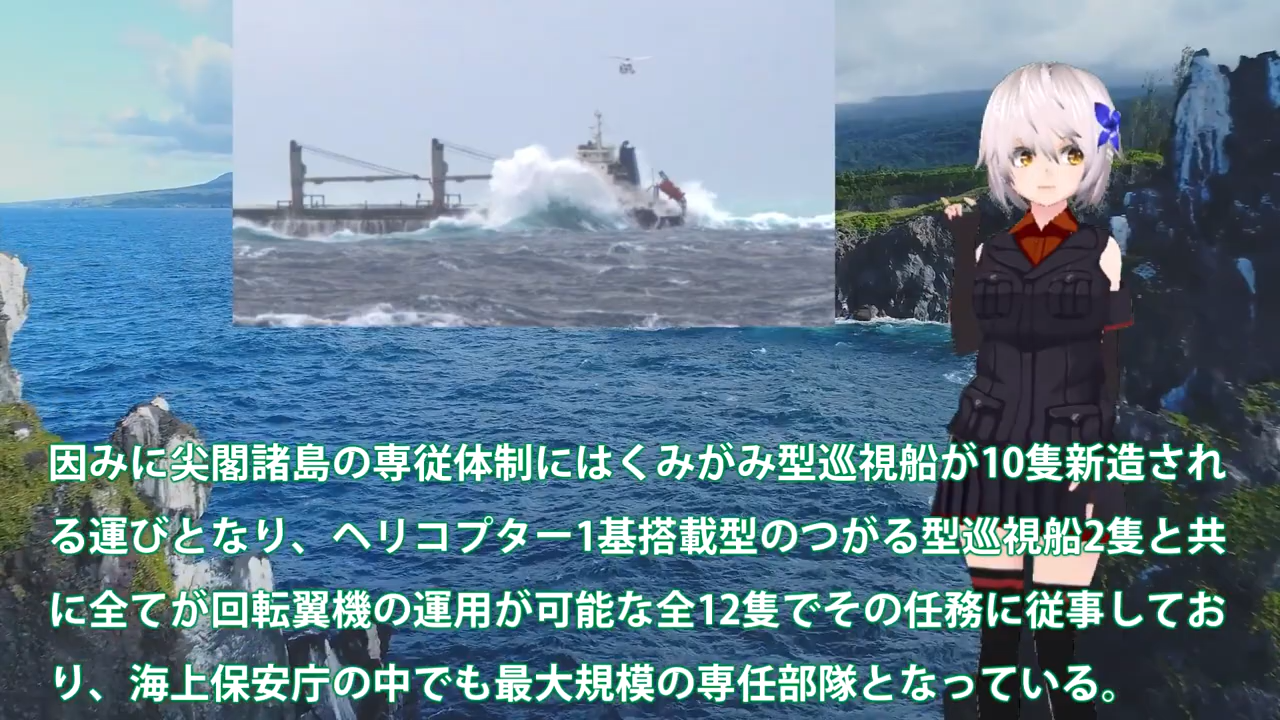 因みに尖閣諸島の専従体制にはくみがみ型巡視船が10隻新造され
る運びとなり、ヘリコプター1基搭載型のつがる型巡視船2隻と共
に全てが回転翼機の運用が可能な全12隻でその任務に従事してお
り、海上保安庁の中でも最大規模の専任部隊となっている。